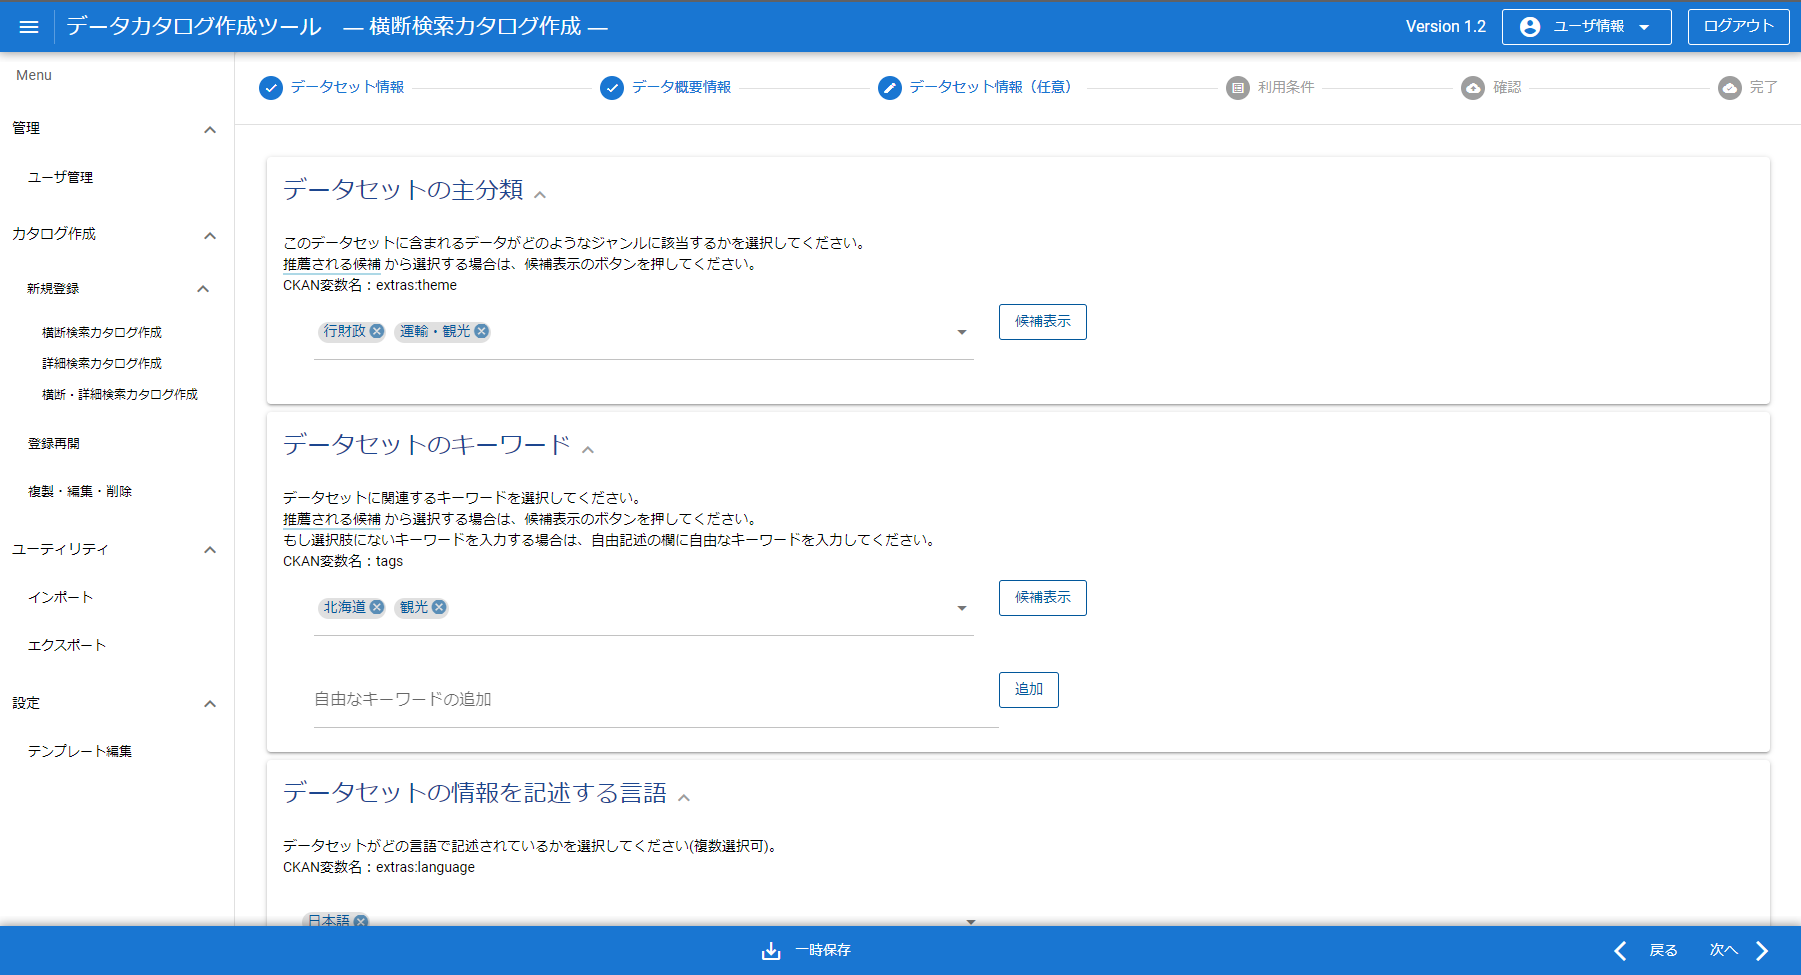 データカタログ作成ツール ― 横断検索カタログ作成 ―
Version 1.2
ユーザ情報
ログアウト
Menu
管理
ユーザ管理
カタログ作成
新規登録
横断検索カタログ作成
詳細検索カタログ作成
横断・詳細検索カタログ作成
登録再開
複製・編集・削除
ユーティリティ
インポート
エクスポート
設定
テンプレート編集
データセット情報
データ概要情報
データセット情報（任意）
利用条件
確認
完了
データセットの主分類
このデータセットに含まれるデータがどのようなジャンルに該当するかを選択してください。
推薦される候補 から選択する場合は、候補表示のボタンを押してください。
CKAN変数名：extras:theme
行財政 運輸・観光
候補表示
データセットのキーワード
データセットに関連するキーワードを選択してください。
推薦される候補 から選択する場合は、候補表示のボタンを押してください。
もし選択肢にないキーワードを入力する場合は、自由記述の欄に自由なキーワードを入力してください。
CKAN変数名：tags
北海道 観光
候補表示
自由なキーワードの追加
追加
データセットの情報を記述する言語
データセットがどの言語で記述されているかを選択してください(複数選択可)。
CKAN変数名：extras:language
日本語
一時保存
戻る
次へ